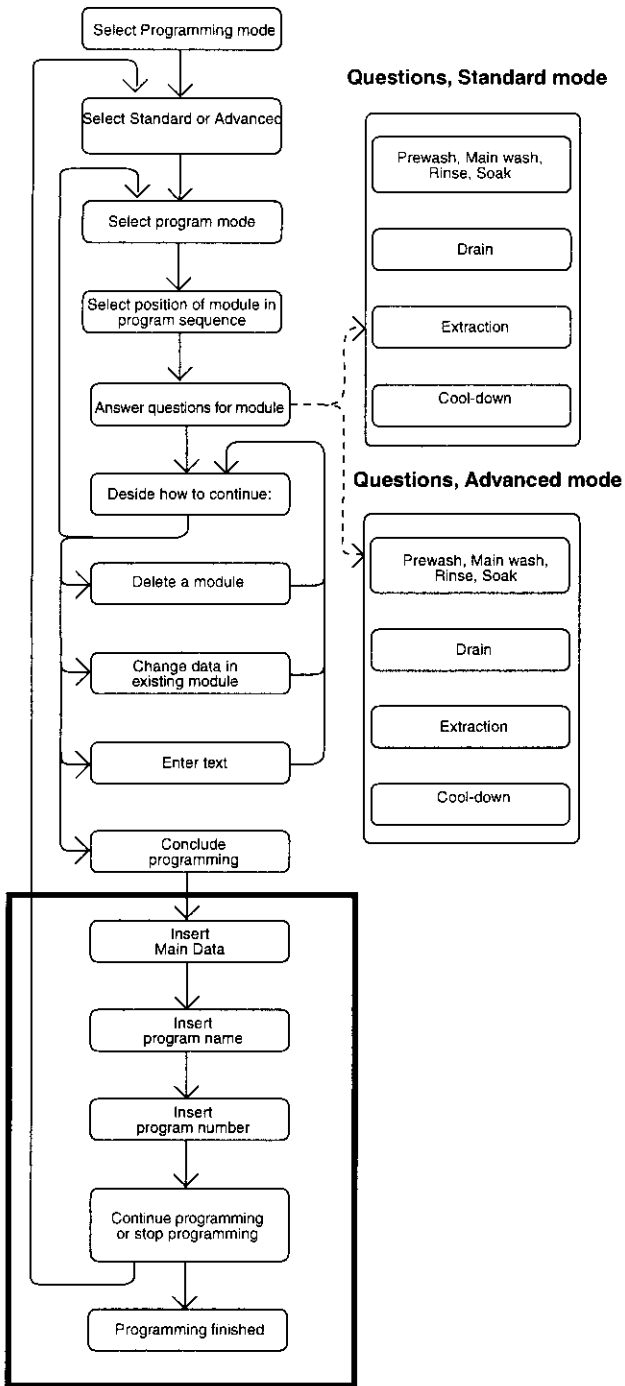 Select Programming mode
Select Standard or Advanced
Select program mode
Select position of module in
program sequence
Answer questions for module
Deside how to continue:
Delete a module
Change data in
existing module
Enter text
Conclude
programming
Insert
Main Data
Insert
program name
Insert
program number
Continue programming
or stop programming
Programming finished
Questions, Standard mode
Prewash, Main wash,
Rinse, Soak
Drain
Extraction
Cool-down
Questions, Advanced mode
Prewash, Main wash,
Rinse, Soak
Drain
Extraction
Cool-down